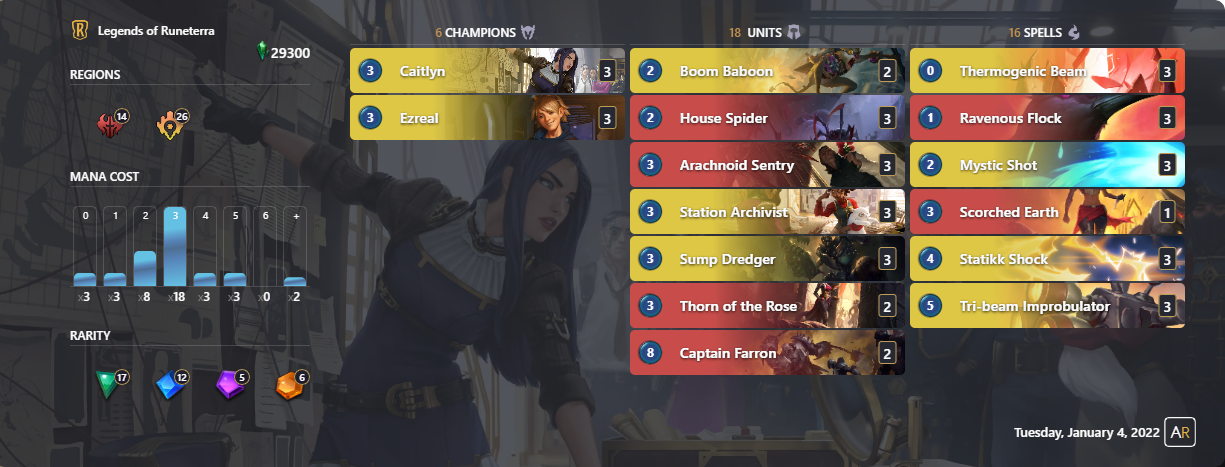 Legends of Runeterra
29300
REGIONS
14 26
MANA COST
0 1 2 3 4 5 6 +
x3 x3 x8 x18 x3 x3 x0 x2
RARITY
17 12 5 6
6 CHAMPIONS
3 Caitlyn 3
3 Ezreal 3
18 UNITS
2 Boom Baboon 2
2 House Spider 3
3 Arachnoid Sentry 3
3 Station Archivist 3
3 Sump Dredger 3
3 Thorn of the Rose 2
8 Captain Farron 2
16 SPELLS
0 Thermogenic Beam 3
1 Ravenous Flock 3
2 Mystic Shot 3
3 Scorched Earth 1
4 Statikk Shock 3
5 Tri-beam Improbulator 3
Tuesday, January 4, 2022 AR